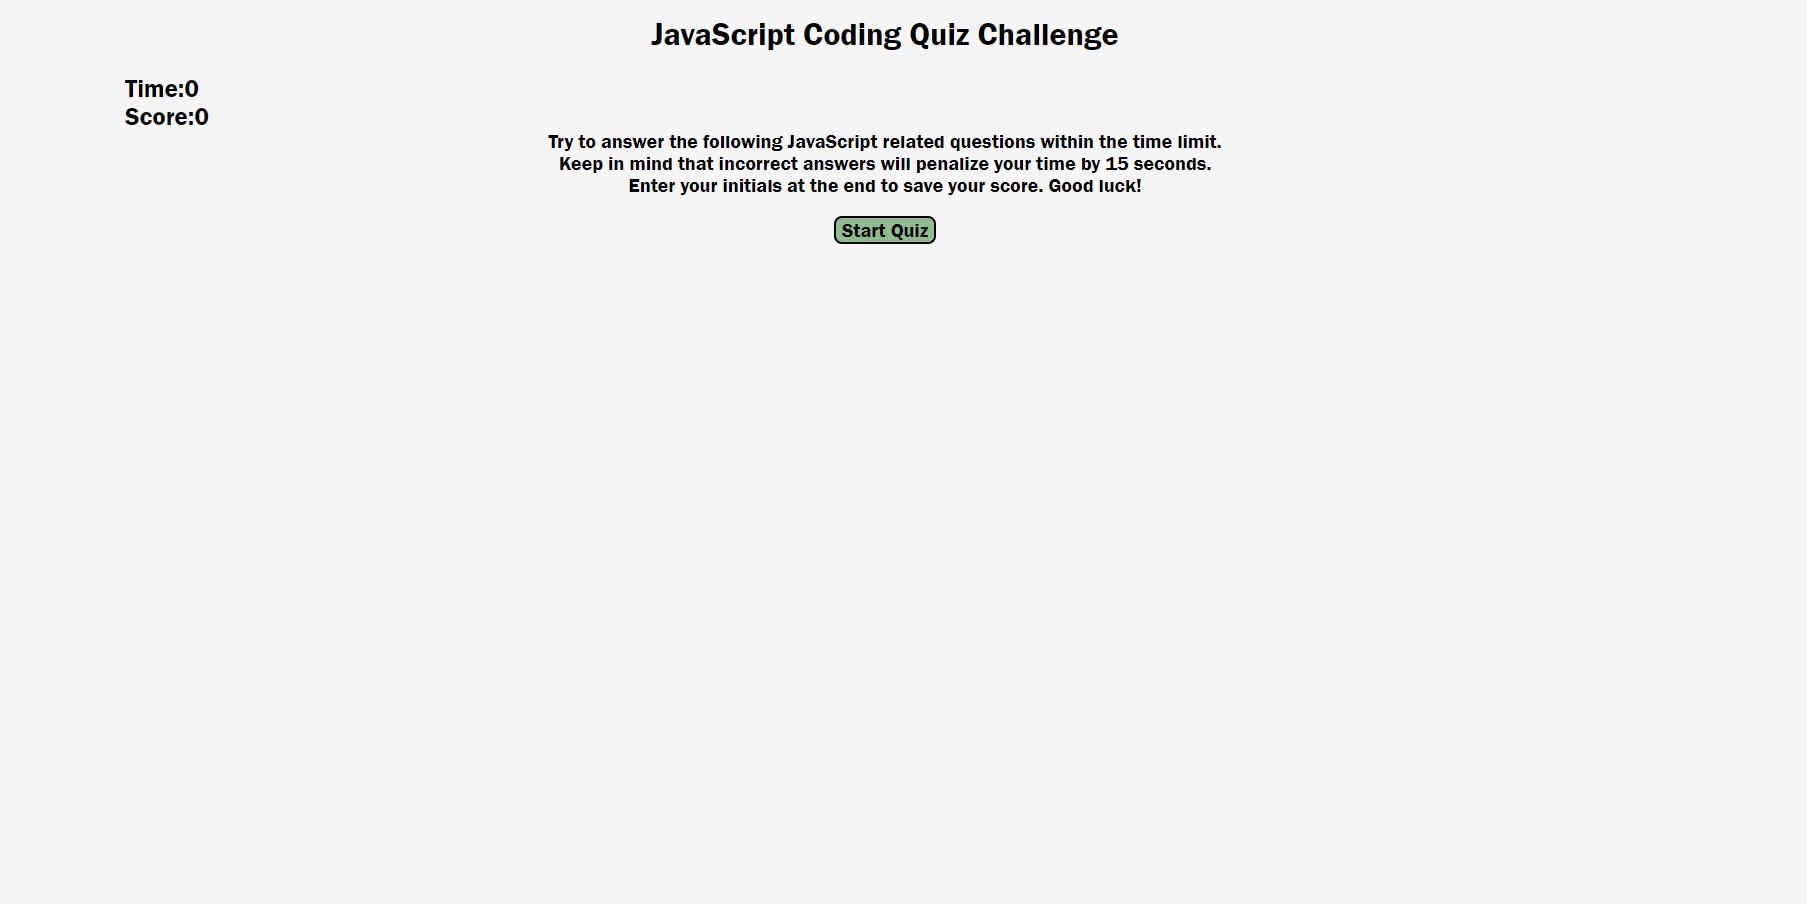 JavaScript Coding Quiz Challenge
Time:0
Score:0
Try to answer the following JavaScript related questions within the time limit.
Keep in mind that incorrect answers will penalize your time by 15 seconds.
Enter your initials at the end to save your score. Good luck!
Start Quiz